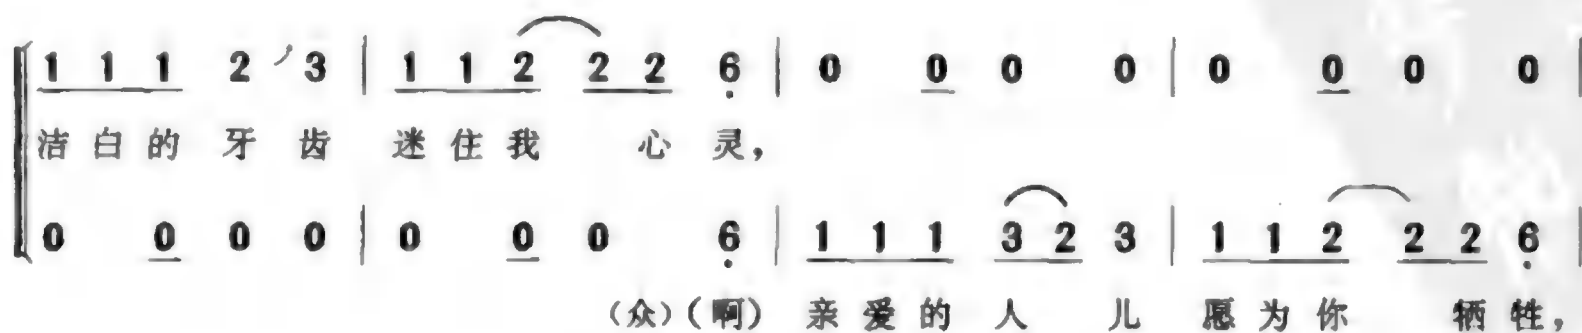 1 1 1 2 3 | 1 1 2 2 2 6 | 0 0 0 0 | 0 0 0 0 |
洁 白 的 牙 齿 迷 住 我 心 灵，
0 0 0 0 | 0 0 0 6 | 1 1 1 3 2 3 | 1 1 2 2 2 6 |
（众）（啊） 亲 爱 的 人 儿 愿 为 你 牺 牲，